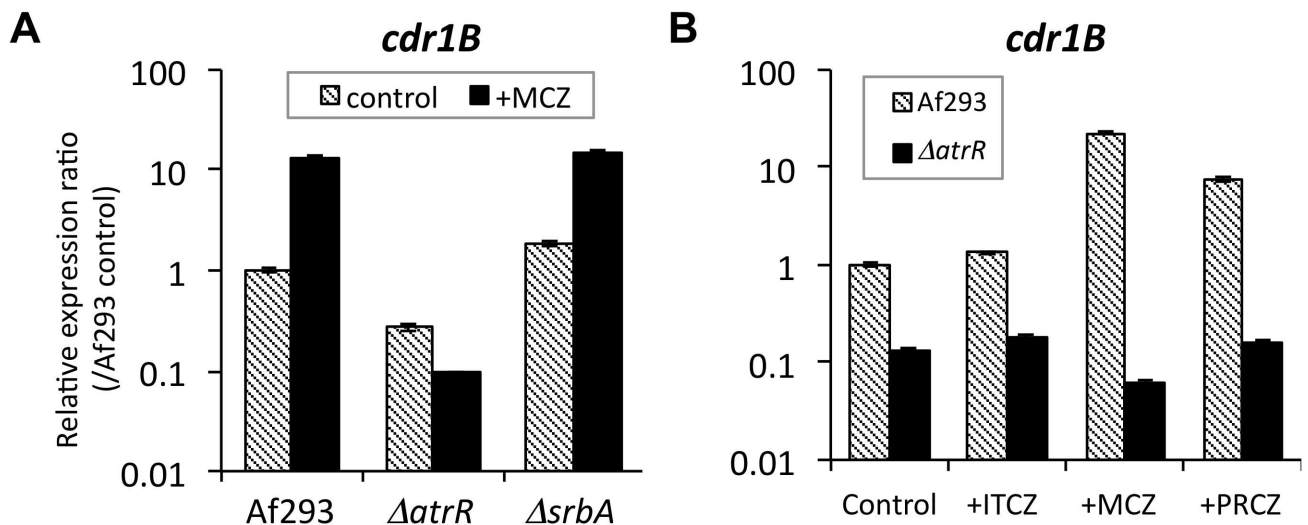 A
cdr1B
control
+MCZ
Relative expression ratio
(/Af293 control)
100
10
1
0.1
0.01
Af293
ΔatrR
ΔsrbA
B
cdr1B
Af293
ΔatrR
100
10
1
0.1
0.01
Control
+ITCZ
+MCZ
+PRCZ